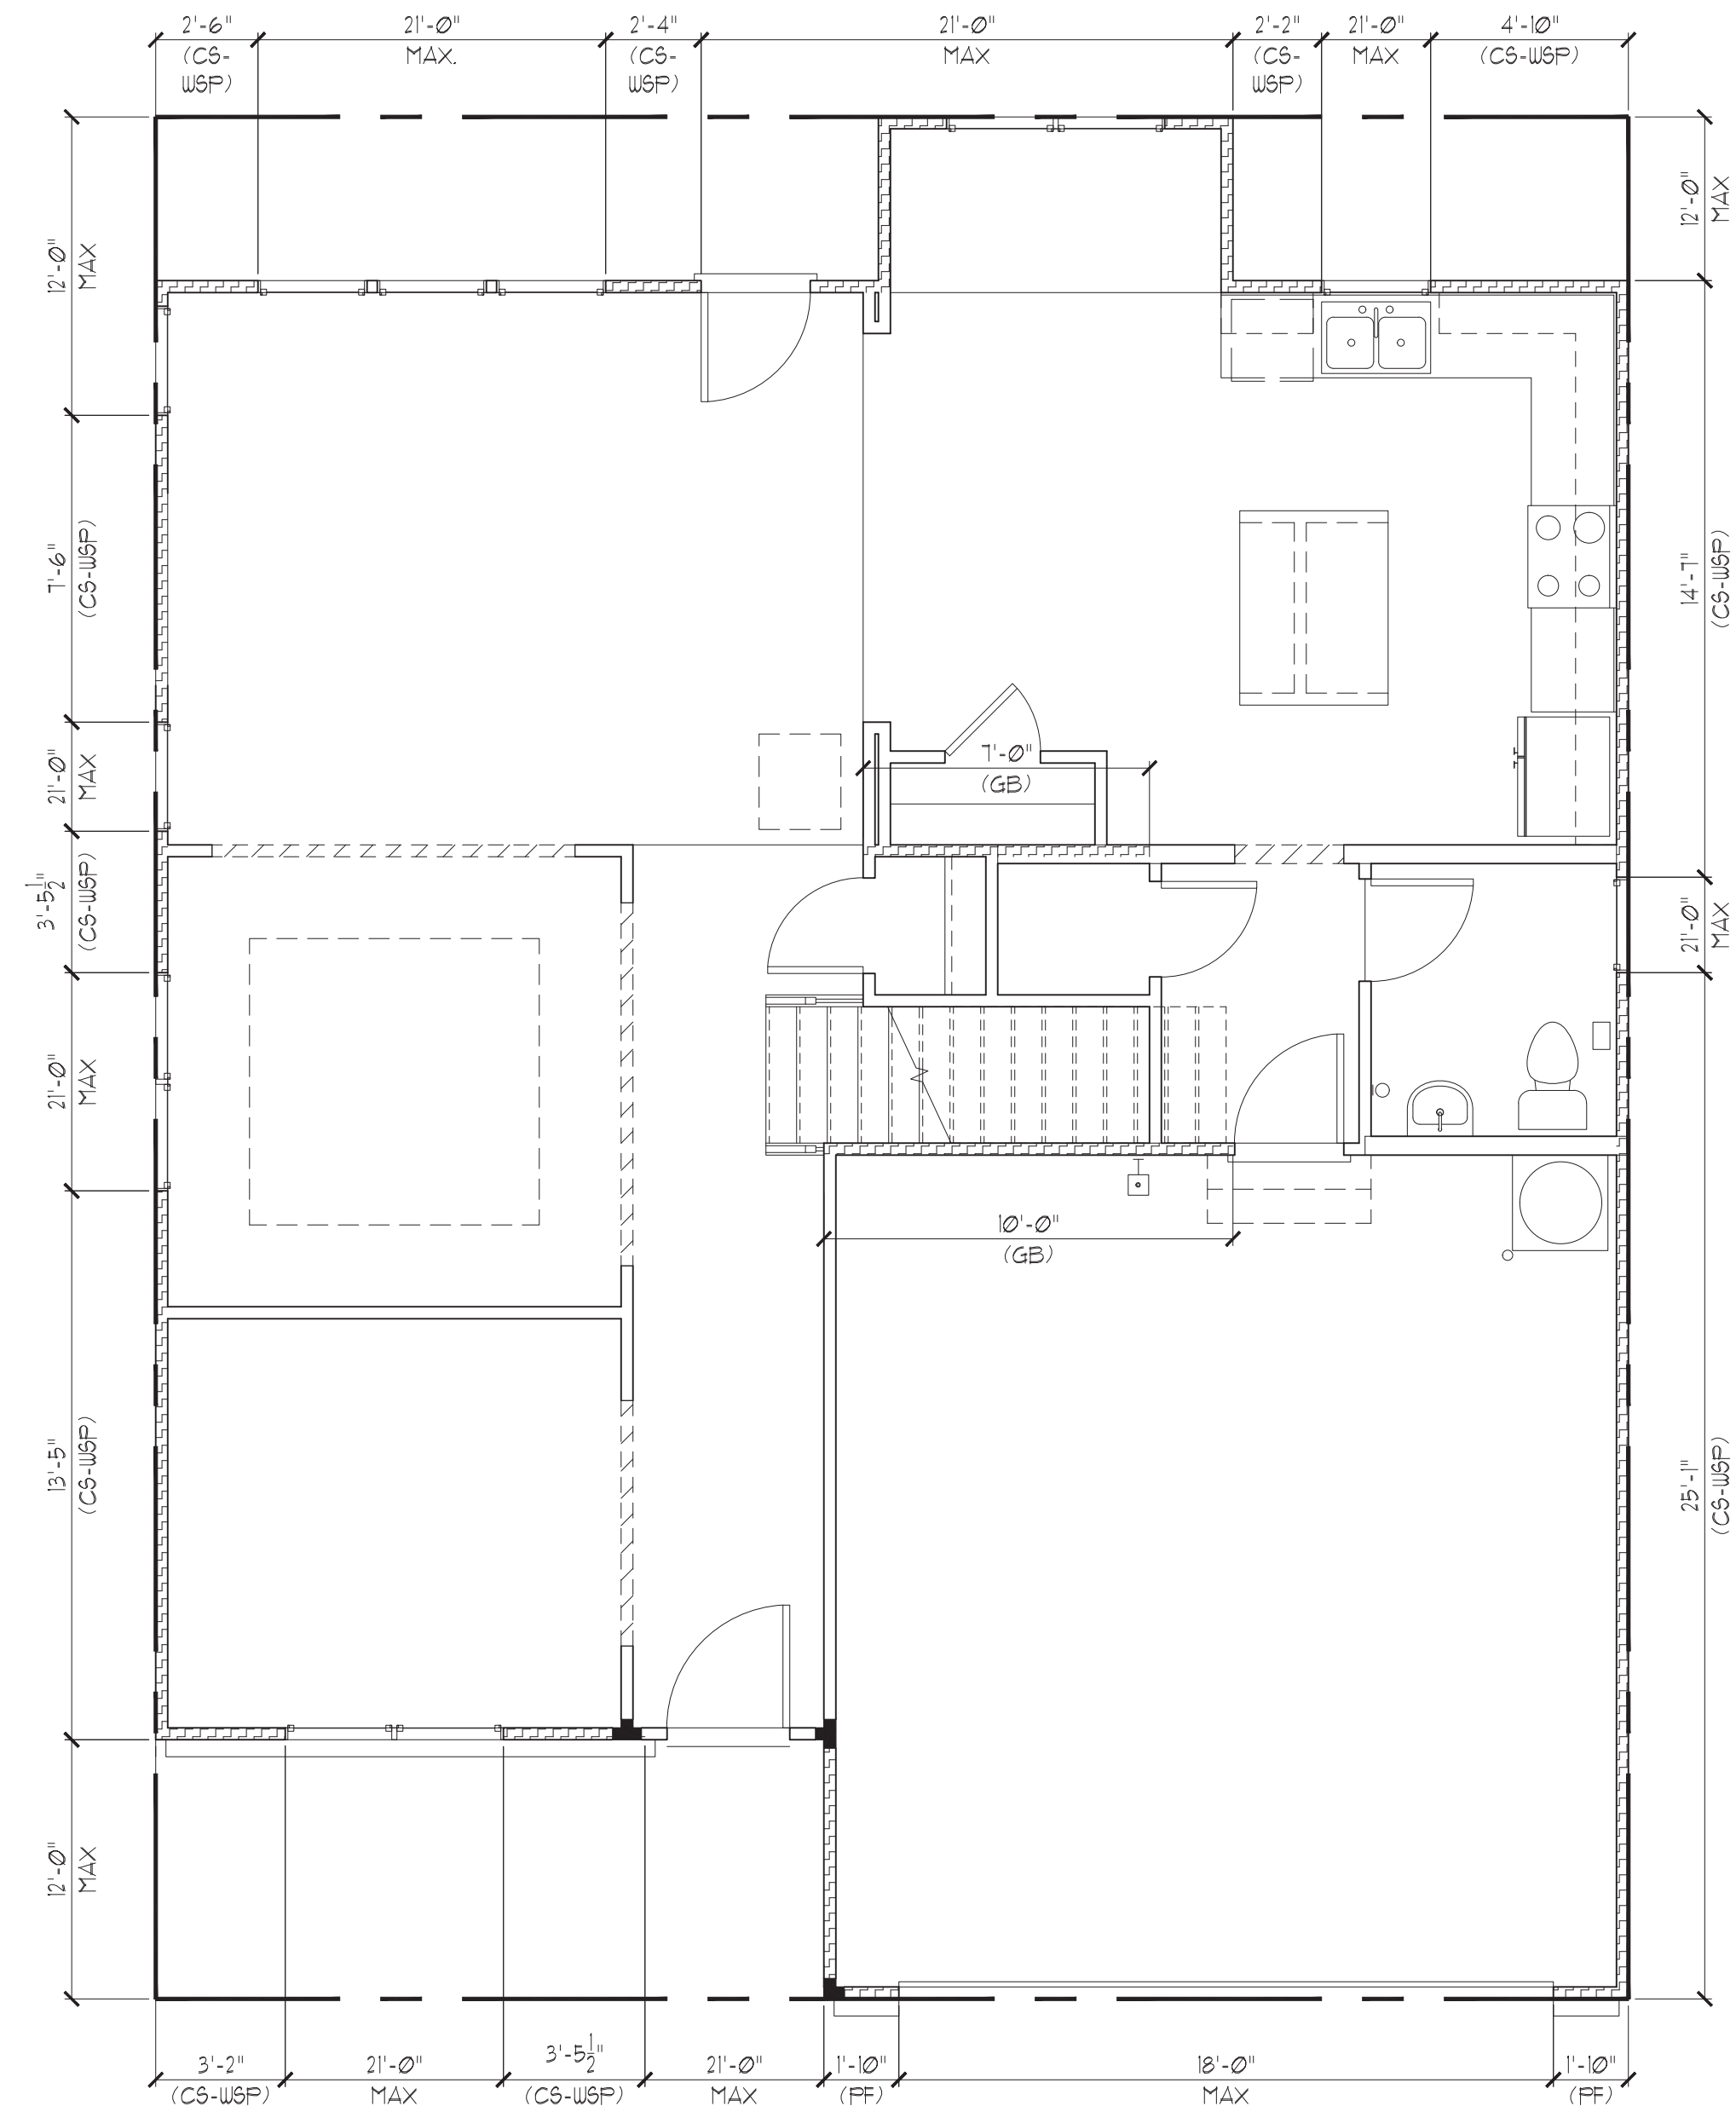 2'-6"
(CS-
WSP)
21'-0"
MAX.
2'-4"
(CS-
WSP)
21'-0"
MAX
2'-2"
(CS-
WSP)
21'-0"
MAX
4'-10"
(CS-WSP)
12'-0"
MAX
7'-6"
(CS-WSP)
21'-0"
MAX
3'-5 1/2"
(CS-WSP)
21'-0"
MAX
13'-5"
(CS-WSP)
12'-0"
MAX
7'-0"
(GB)
10'-0"
(GB)
12'-0"
MAX
14'-7"
(CS-WSP)
21'-0"
MAX
25'-1"
(CS-WSP)
3'-2"
(CS-WSP)
21'-0"
MAX
3'-5 1/2"
(CS-WSP)
21'-0"
MAX
1'-10"
(PF)
18'-0"
MAX
1'-10"
(PF)